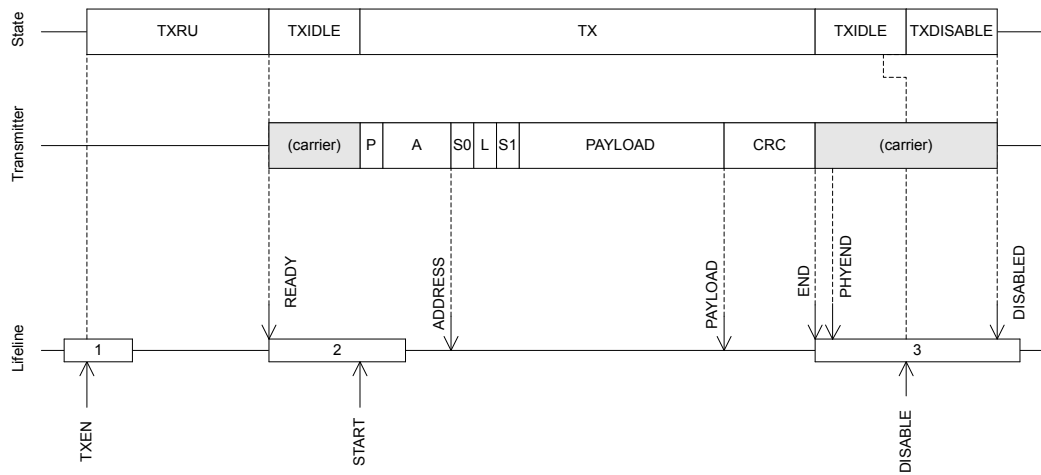 State
TXRU
TXIDLE
TX
TXIDLE
TXDISABLE
Transmitter
(carrier)
P
A
S0
L
S1
PAYLOAD
CRC
(carrier)
READY
ADDRESS
PAYLOAD
END
PHYEND
DISABLED
Lifeline
1
2
3
TXEN
START
DISABLE